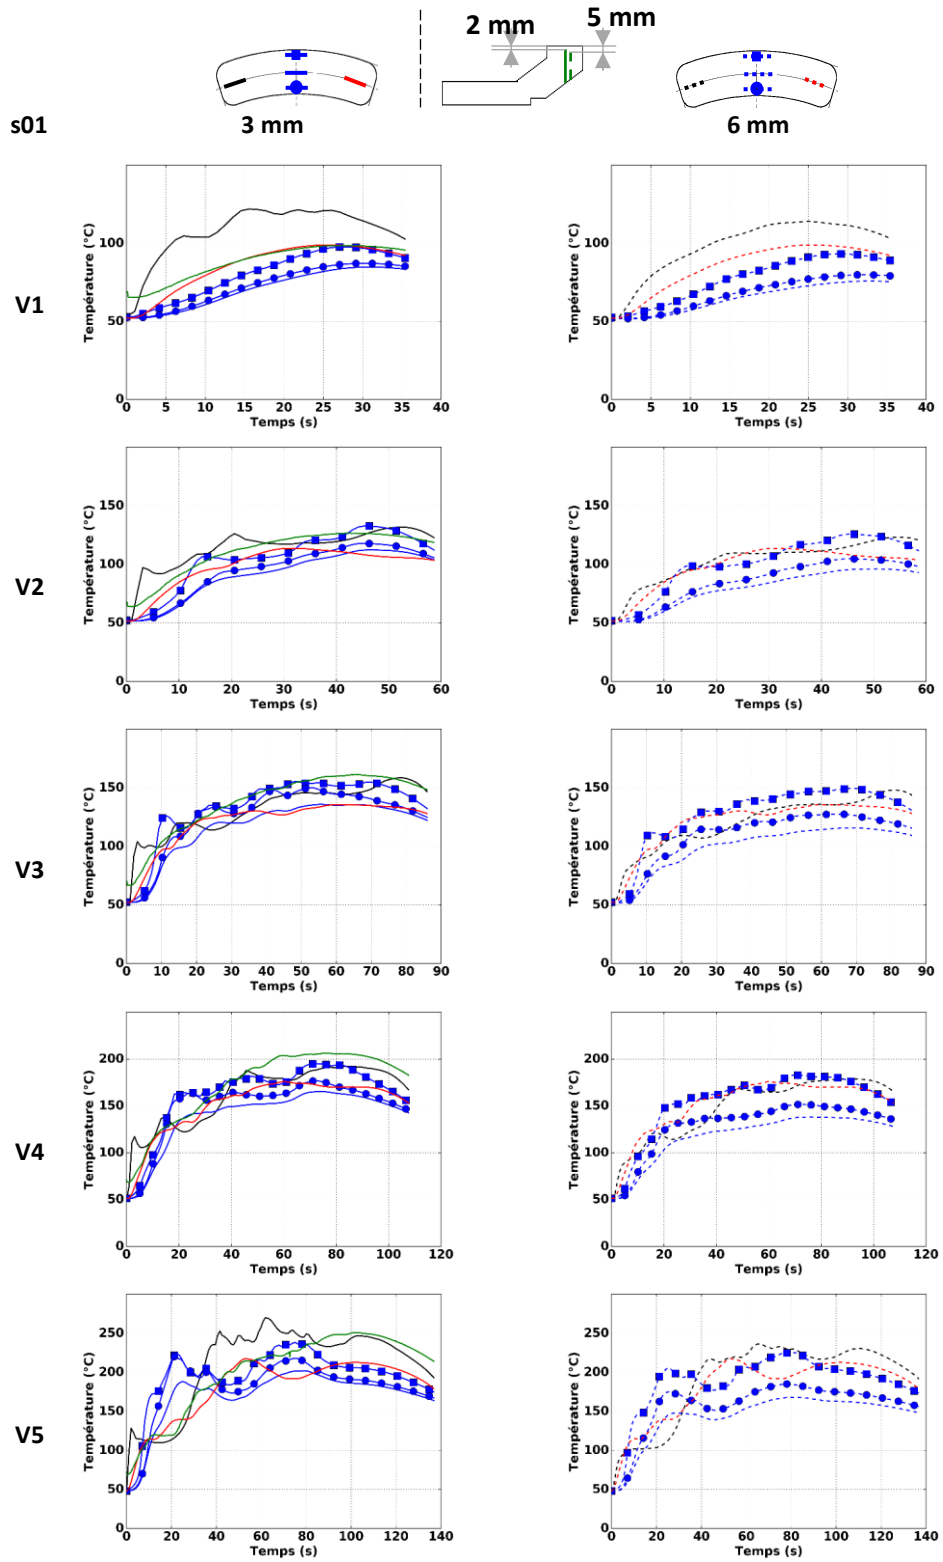 2 mm
5 mm
s01
3 mm
6 mm
V1
Température (°C)
100
50
0
0 5 10 15 20 25 30 35 40
Temps (s)
Température (°C)
100
50
0
0 5 10 15 20 25 30 35 40
Temps (s)
V2
Température (°C)
150
100
50
0
0 10 20 30 40 50 60
Temps (s)
Température (°C)
150
100
50
0
0 10 20 30 40 50 60
Temps (s)
V3
Température (°C)
150
100
50
0
0 10 20 30 40 50 60 70 80 90
Temps (s)
Température (°C)
150
100
50
0
0 10 20 30 40 50 60 70 80 90
Temps (s)
V4
Température (°C)
200
150
100
50
0
0 20 40 60 80 100 120
Temps (s)
Température (°C)
200
150
100
50
0
0 20 40 60 80 100 120
Temps (s)
V5
Température (°C)
250
200
150
100
50
0
0 20 40 60 80 100 120 140
Temps (s)
Température (°C)
250
200
150
100
50
0
0 20 40 60 80 100 120 140
Temps (s)